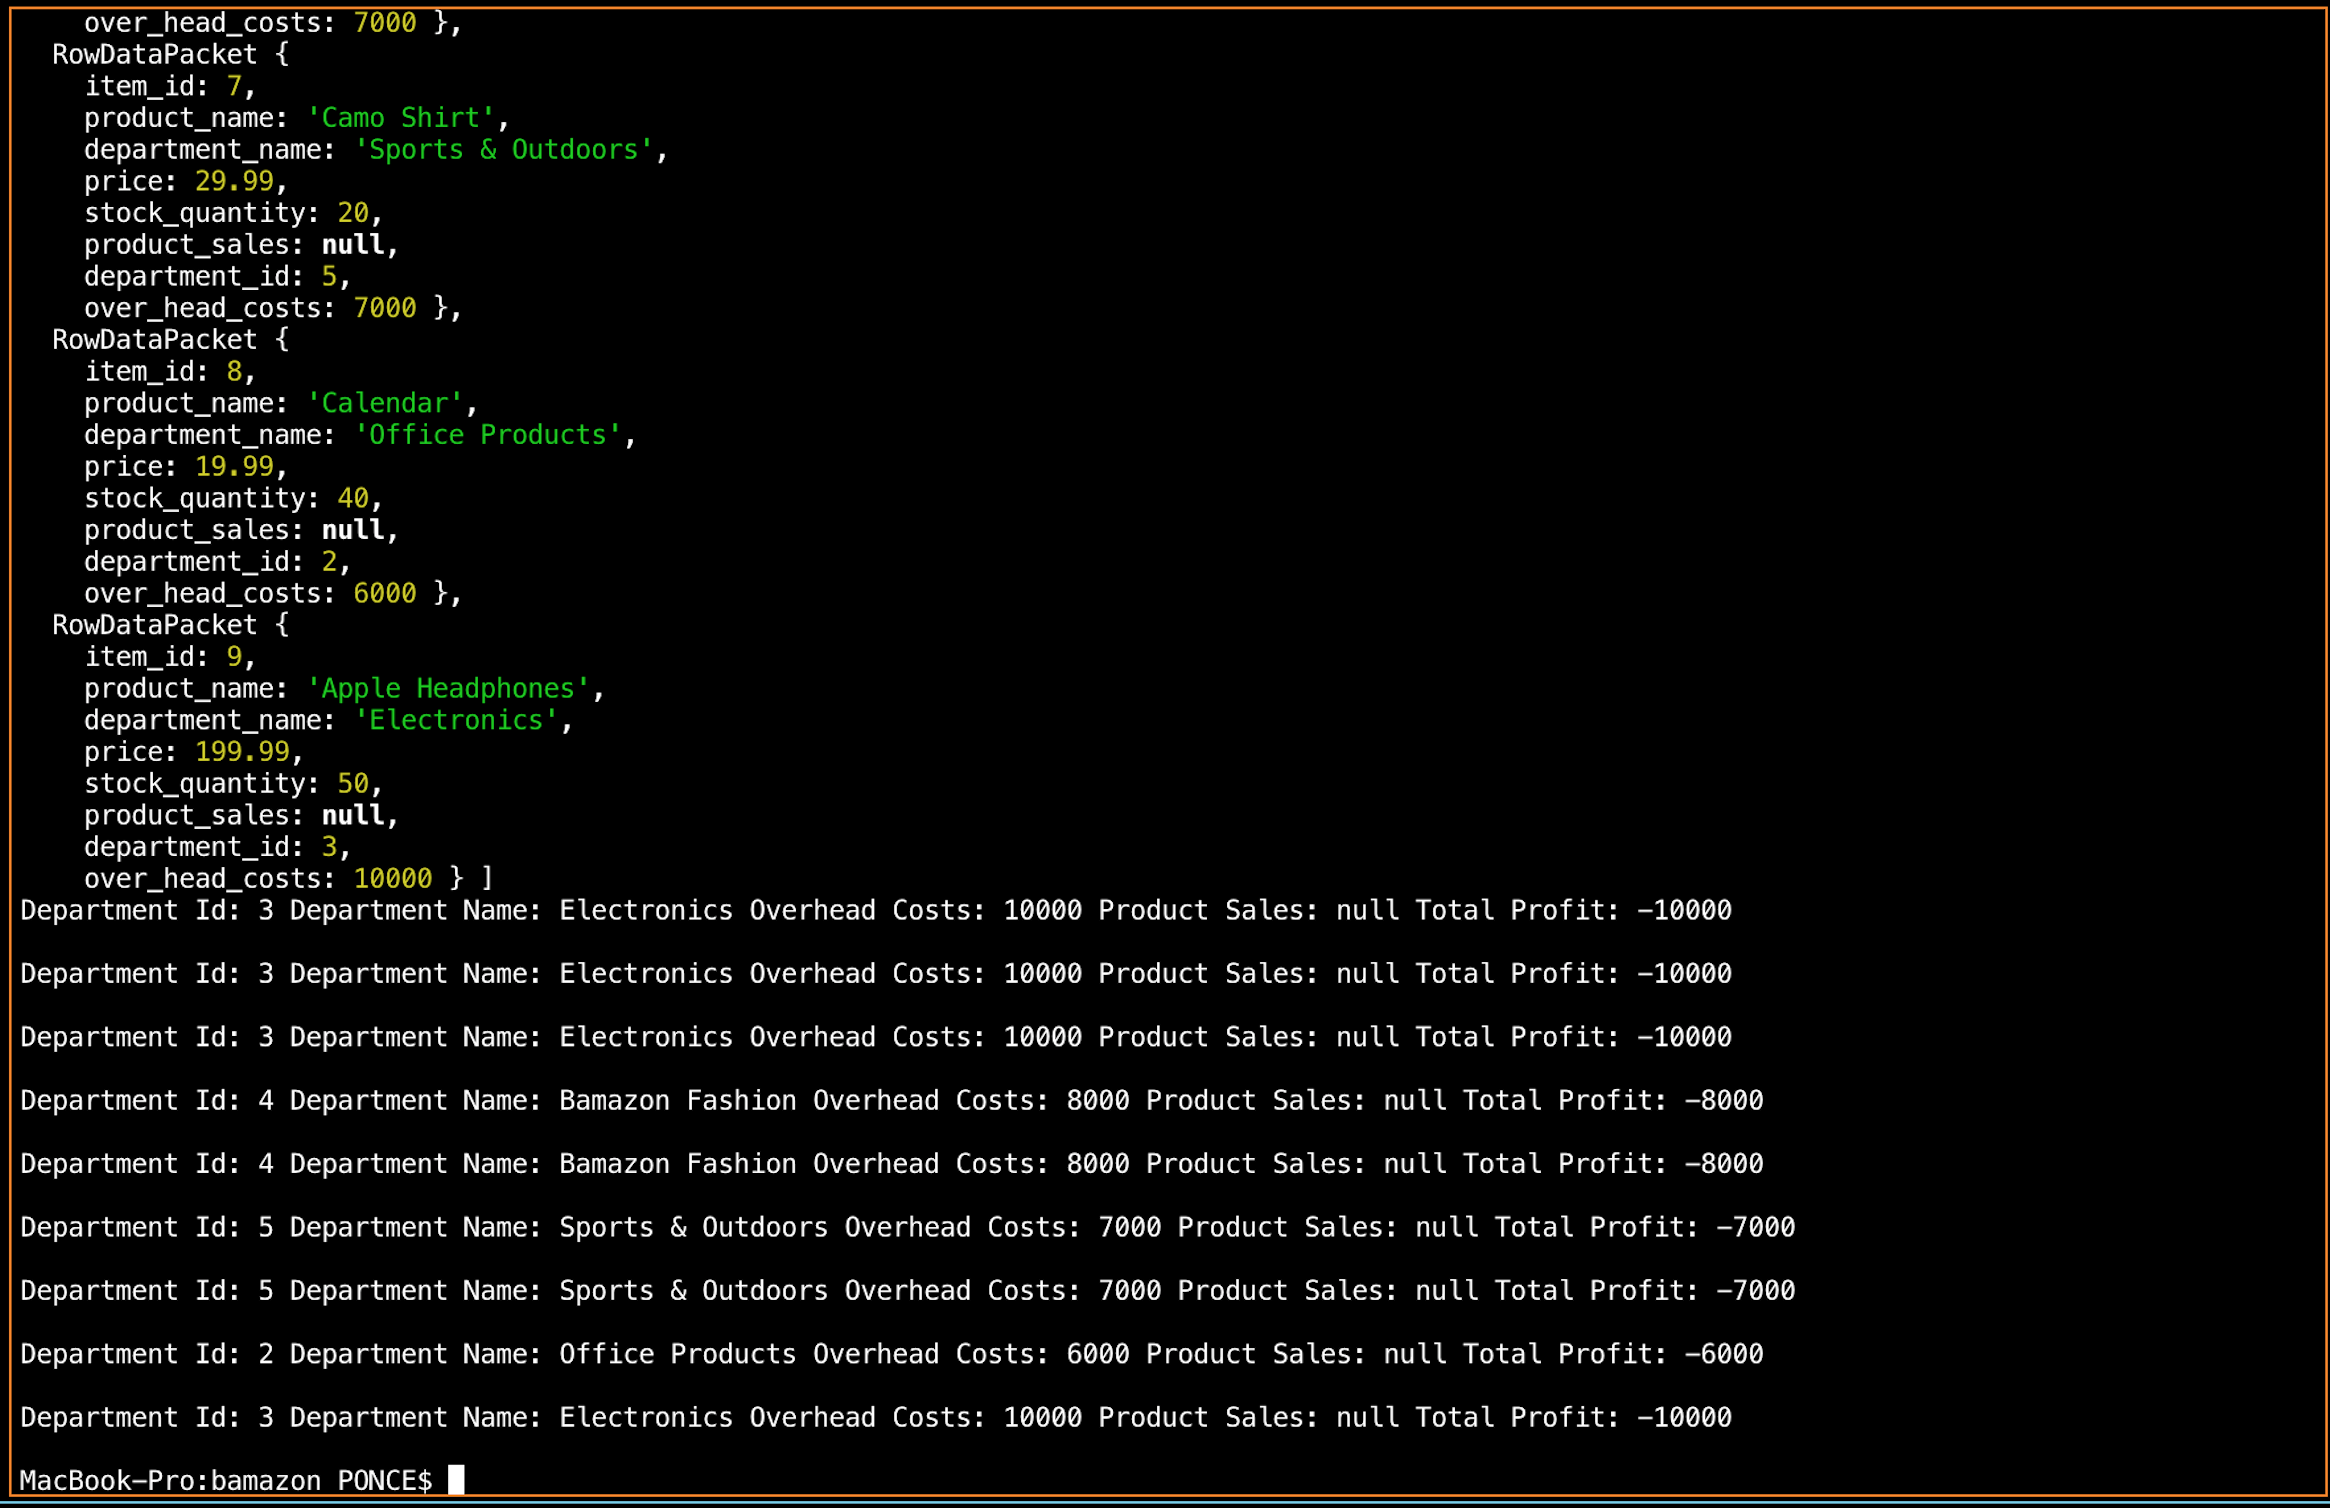 over_head_costs: 7000 },
RowDataPacket {
item_id: 7,
product_name: 'Camo Shirt',
department_name: 'Sports & Outdoors',
price: 29.99,
stock_quantity: 20,
product_sales: null,
department_id: 5,
over_head_costs: 7000 },
RowDataPacket {
item_id: 8,
product_name: 'Calendar',
department_name: 'Office Products',
price: 19.99,
stock_quantity: 40,
product_sales: null,
department_id: 2,
over_head_costs: 6000 },
RowDataPacket {
item_id: 9,
product_name: 'Apple Headphones',
department_name: 'Electronics',
price: 199.99,
stock_quantity: 50,
product_sales: null,
department_id: 3,
over_head_costs: 10000 } ]
Department Id: 3 Department Name: Electronics Overhead Costs: 10000 Product Sales: null Total Profit: -10000
Department Id: 3 Department Name: Electronics Overhead Costs: 10000 Product Sales: null Total Profit: -10000
Department Id: 3 Department Name: Electronics Overhead Costs: 10000 Product Sales: null Total Profit: -10000
Department Id: 4 Department Name: Bamazon Fashion Overhead Costs: 8000 Product Sales: null Total Profit: -8000
Department Id: 4 Department Name: Bamazon Fashion Overhead Costs: 8000 Product Sales: null Total Profit: -8000
Department Id: 5 Department Name: Sports & Outdoors Overhead Costs: 7000 Product Sales: null Total Profit: -7000
Department Id: 5 Department Name: Sports & Outdoors Overhead Costs: 7000 Product Sales: null Total Profit: -7000
Department Id: 2 Department Name: Office Products Overhead Costs: 6000 Product Sales: null Total Profit: -6000
Department Id: 3 Department Name: Electronics Overhead Costs: 10000 Product Sales: null Total Profit: -10000
MacBook-Pro:bamazon PONCE$